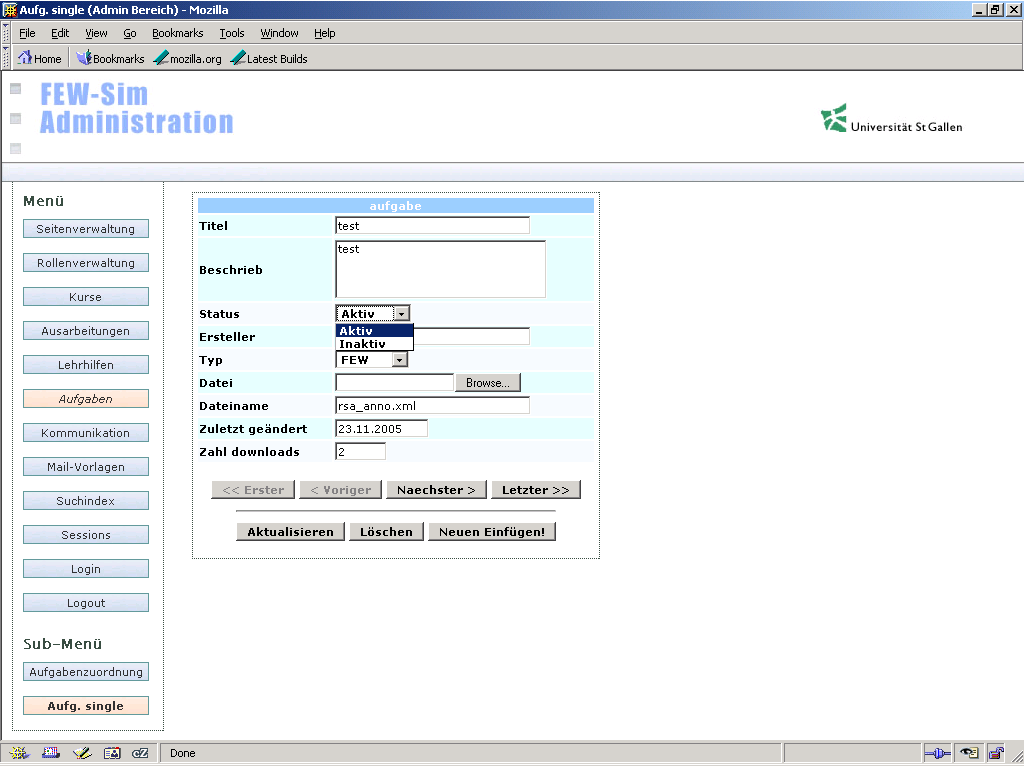 Aufg. single (Admin Bereich) - Mozilla
File Edit View Go Bookmarks Tools Window Help
Home Bookmarks mozilla.org Latest Builds
FEW-Sim
Administration
Universität St Gallen
Menü
Seitenverwaltung
Rollenverwaltung
Kurse
Ausarbeitungen
Lehrhilfen
Aufgaben
Kommunikation
Mail-Vorlagen
Suchindex
Sessions
Login
Logout
Sub-Menü
Aufgabenzuordnung
Aufg. single
aufgabe
Titel test
Beschrieb test
Status Aktiv
Aktiv
Inaktiv
Ersteller
Typ FEW
Datei Browse...
Dateiname rsa_anno.xml
Zuletzt geändert 23.11.2005
Zahl downloads 2
<< Erster < Voriger Naechster > Letzter >>
Aktualisieren Löschen Neuen Einfügen!
cZ Done